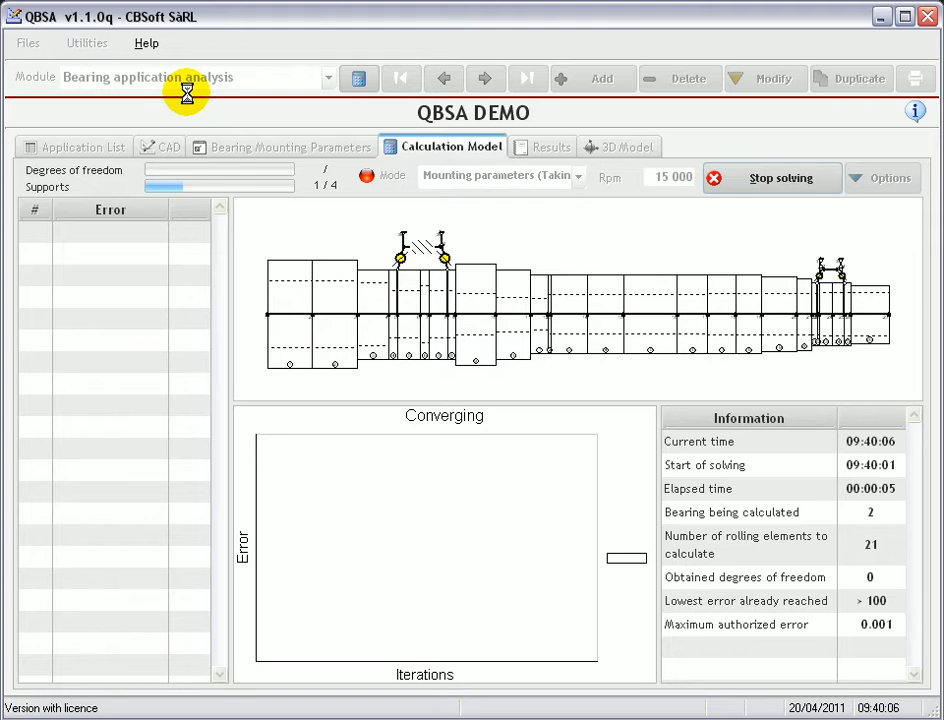 QBSA v1.1.0q - CBSoft SàRL
Files Utilities Help
Module Bearing application analysis Add Delete Modify Duplicate
QBSA DEMO
Application List CAD Bearing Mounting Parameters Calculation Model Results 3D Model
Degrees of freedom /
Supports 1 / 4
Mode Mounting parameters (Takin Rpm 15 000 Stop solving Options
# Error
Converging
Error
Iterations
Information
Current time 09:40:06
Start of solving 09:40:01
Elapsed time 00:00:05
Bearing being calculated 2
Number of rolling elements to
calculate 21
Obtained degrees of freedom 0
Lowest error already reached > 100
Maximum authorized error 0.001
Version with licence 20/04/2011 09:40:06